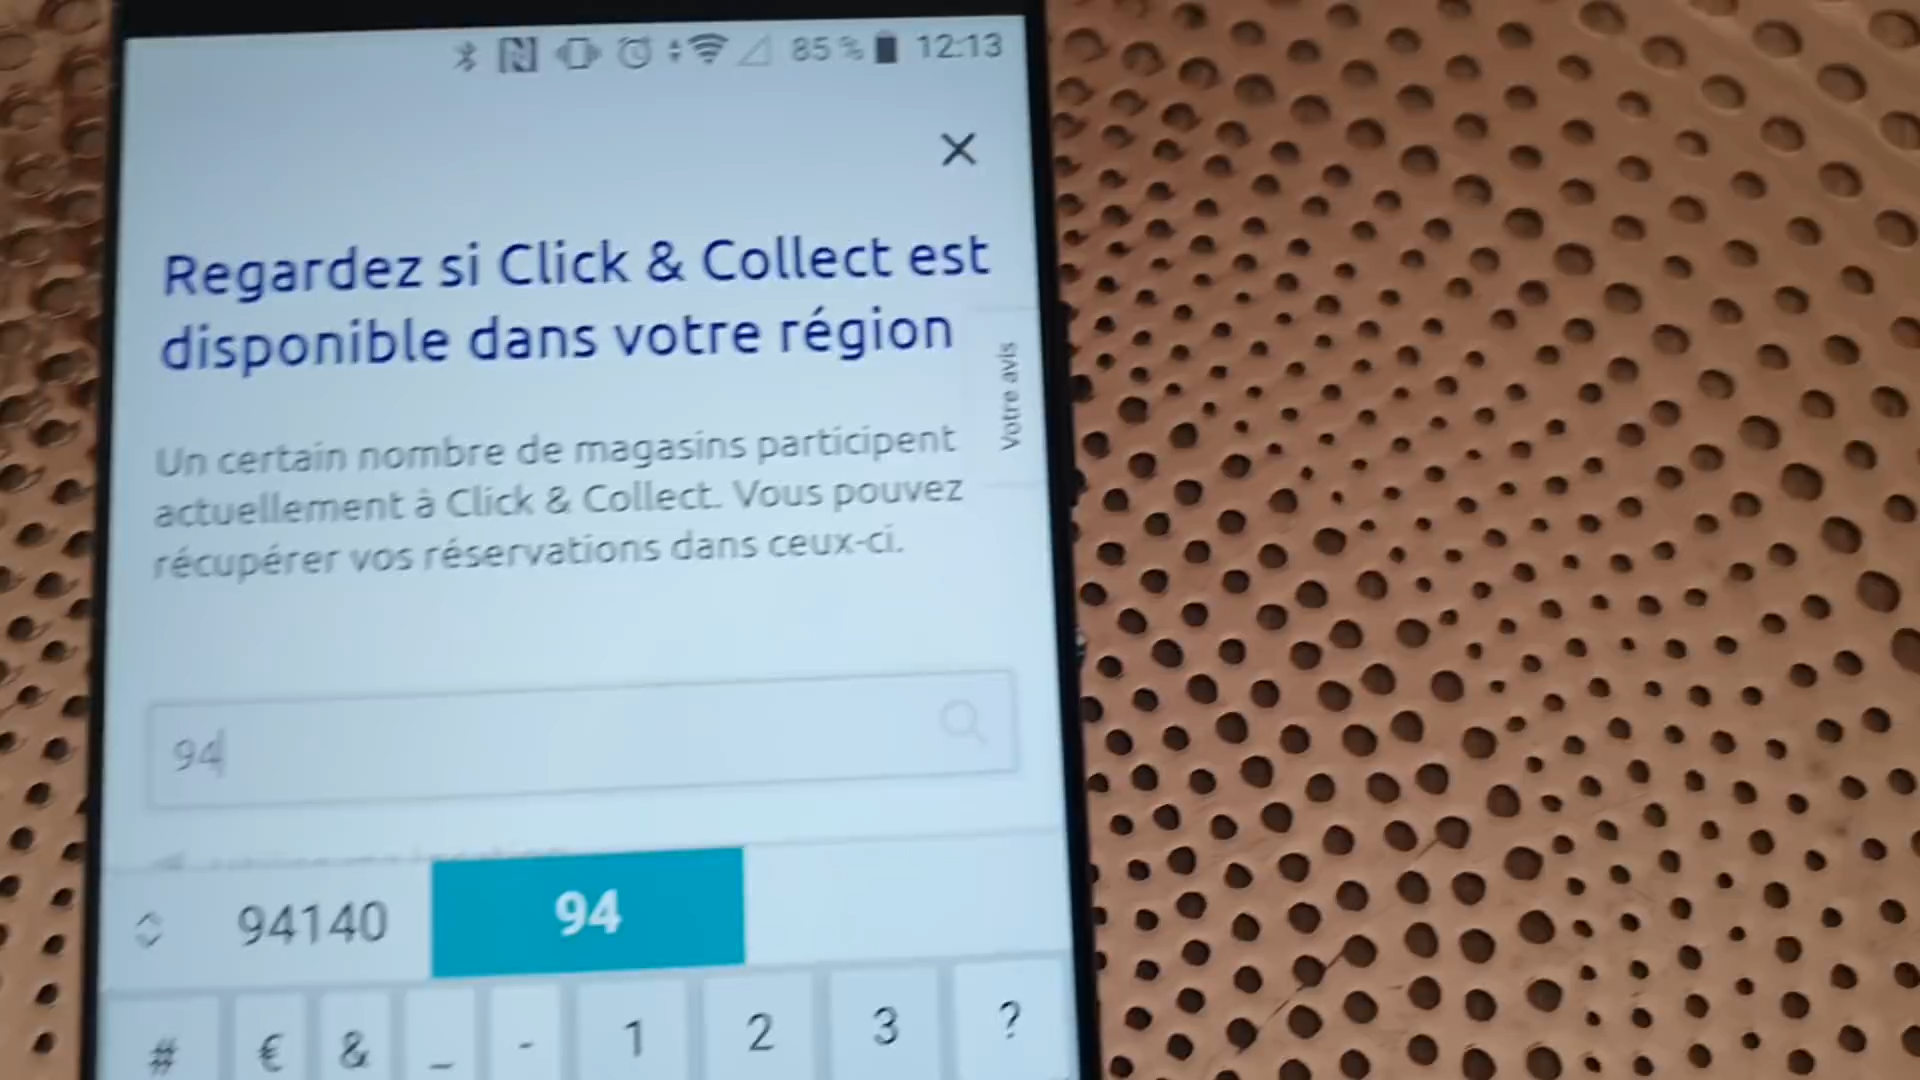 85 % 12:13
Regardez si Click & Collect est
disponible dans votre région
Votre avis
Un certain nombre de magasins participent
actuellement à Click & Collect. Vous pouvez
récupérer vos réservations dans ceux-ci.
94
94140 94
# € & _ - 1 2 3 ?